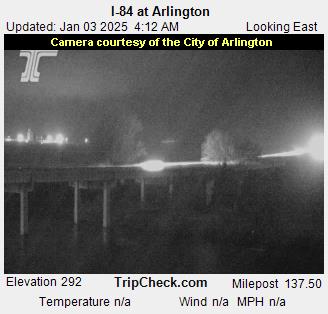 I-84 at Arlington
Updated: Jan 03 2025 4:12 AM Looking East
Camera courtesy of the City of Arlington
Elevation 292 TripCheck.com Milepost 137.50
Temperature n/a Wind n/a MPH n/a